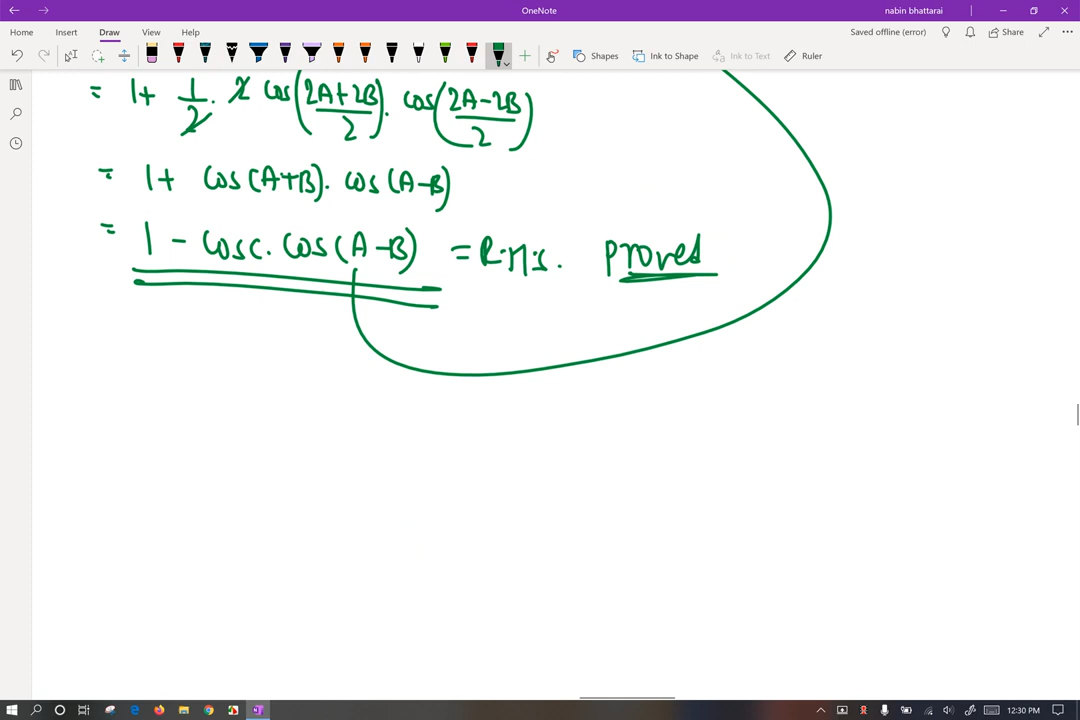 OneNote
nabin bhattarai
Home Insert Draw View Help
Saved offline (error) Share
Shapes Ink to Shape Ink to Text Ruler
= 1+ 1/2 . 2 cos(2A+2B/2). cos(2A-2B/2)
= 1+ cos(A+B). cos(A-B)
= 1 - cosc. cos(A-B) = R.H.S. proved
12:30 PM